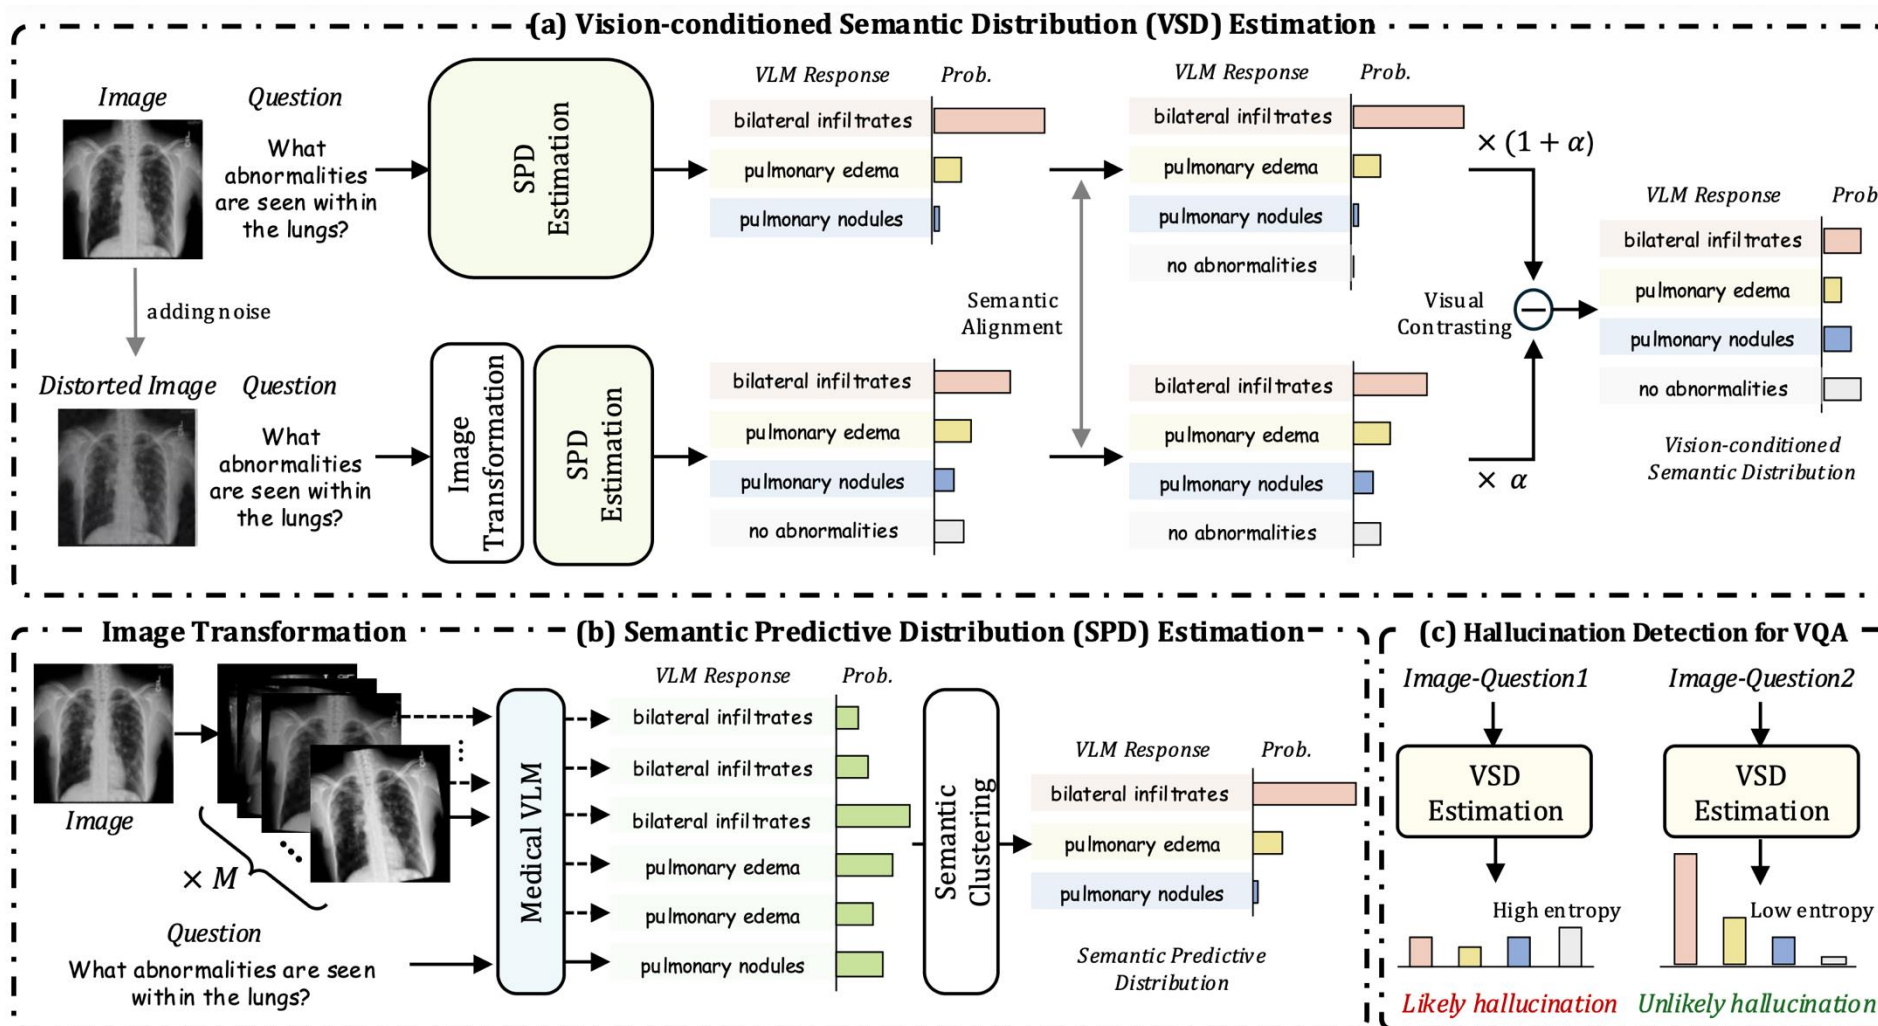 (a) Vision-conditioned Semantic Distribution (VSD) Estimation
Image
Question
What
abnormalities
are seen within
the lungs?
SPD
Estimation
VLM Response
Prob.
bilateral infiltrates
pulmonary edema
pulmonary nodules
VLM Response
Prob.
bilateral infiltrates
pulmonary edema
pulmonary nodules
no abnormalities
× (1 + α)
adding noise
Semantic
Alignment
Visual
Contrasting
VLM Response
Prob
bilateral infiltrates
pulmonary edema
pulmonary nodules
no abnormalities
Vision-conditioned
Semantic Distribution
Distorted Image
Question
What
abnormalities
are seen within
the lungs?
Image
Transformation
SPD
Estimation
bilateral infiltrates
pulmonary edema
pulmonary nodules
no abnormalities
bilateral infiltrates
pulmonary edema
pulmonary nodules
no abnormalities
× α
Image Transformation
Image
× M
Question
What abnormalities are seen
within the lungs?
(b) Semantic Predictive Distribution (SPD) Estimation
Medical VLM
VLM Response
Prob.
bilateral infiltrates
bilateral infiltrates
bilateral infiltrates
pulmonary edema
pulmonary edema
pulmonary nodules
Semantic
Clustering
VLM Response
Prob.
bilateral infiltrates
pulmonary edema
pulmonary nodules
Semantic Predictive
Distribution
(c) Hallucination Detection for VQA
Image-Question1
VSD
Estimation
High entropy
Likely hallucination
Image-Question2
VSD
Estimation
Low entropy
Unlikely hallucination